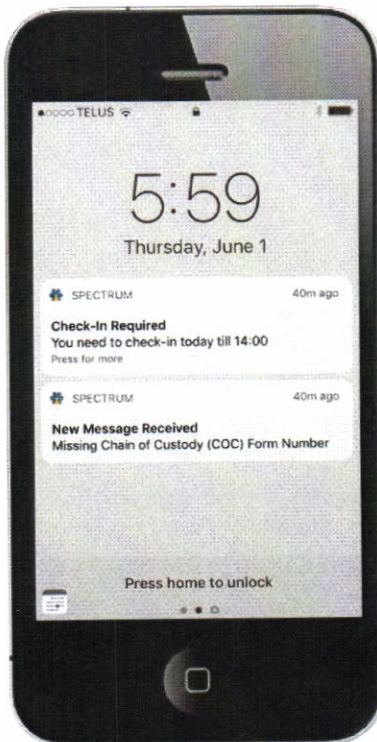 TELUS
5:59
Thursday, June 1
SPECTRUM 40m ago
Check-In Required
You need to check-in today till 14:00
Press for more
SPECTRUM 40m ago
New Message Received
Missing Chain of Custody (COC) Form Number
Press home to unlock